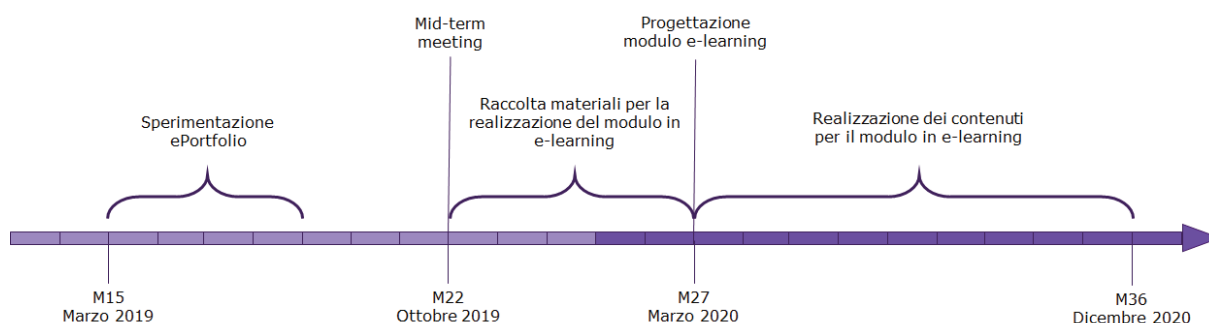 Mid-term
meeting
Progettazione
modulo e-learning
Sperimentazione
ePortfolio
Raccolta materiali per la
realizzazione del modulo in
e-learning
Realizzazione dei contenuti
per il modulo in e-learning
M15
Marzo 2019
M22
Ottobre 2019
M27
Marzo 2020
M36
Dicembre 2020